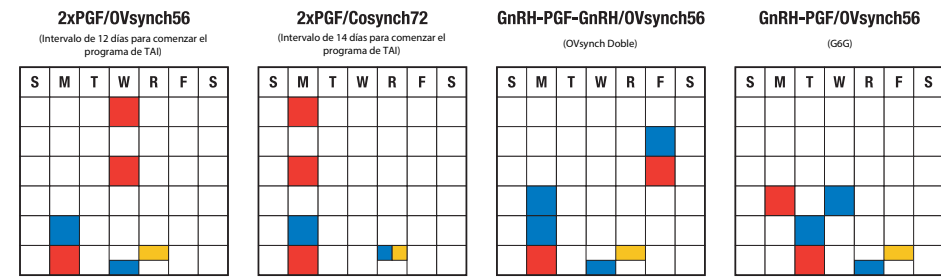 2xPGF/OVsynch56
(Intervalo de 12 días para comenzar el
programa de TAI)
S M T W R F S
2xPGF/Cosynch72
(Intervalo de 14 días para comenzar el
programa de TAI)
S M T W R F S
GnRH-PGF-GnRH/OVsynch56
(OVsynch Doble)
S M T W R F S
GnRH-PGF/OVsynch56
(G6G)
S M T W R F S